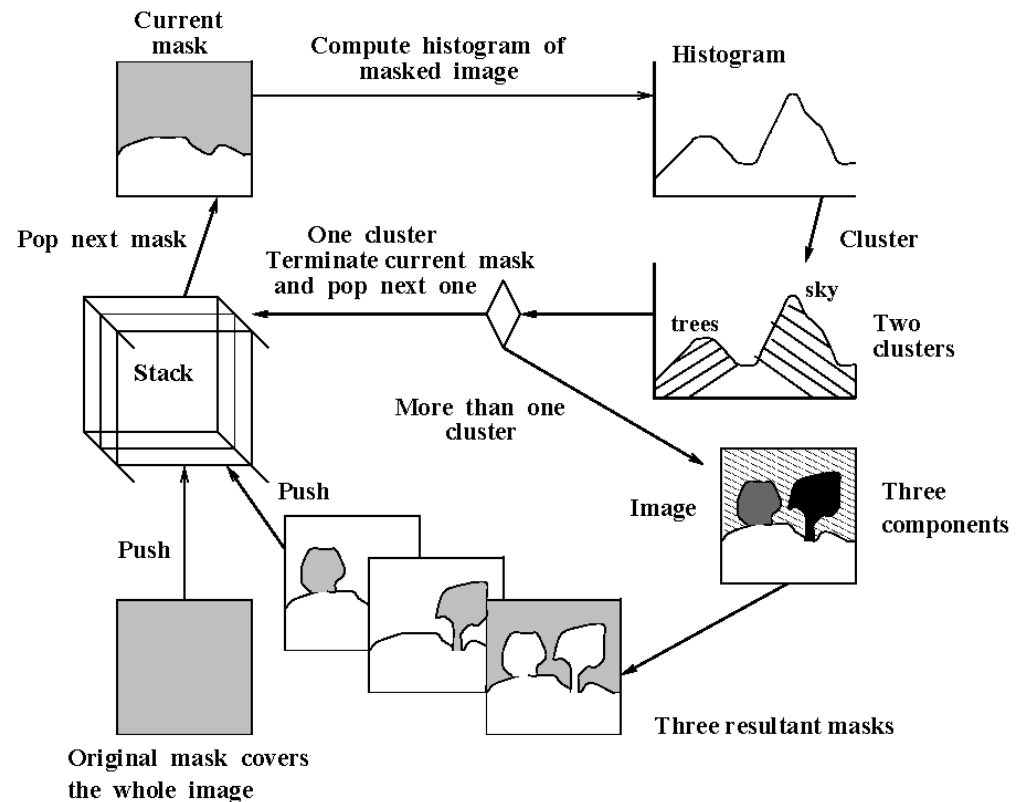 Current
mask
Compute histogram of
masked image
Histogram
Pop next mask
One cluster
Terminate current mask
and pop next one
Cluster
sky
trees
Two
clusters
Stack
More than one
cluster
Push
Image
Three
components
Push
Three resultant masks
Original mask covers
the whole image